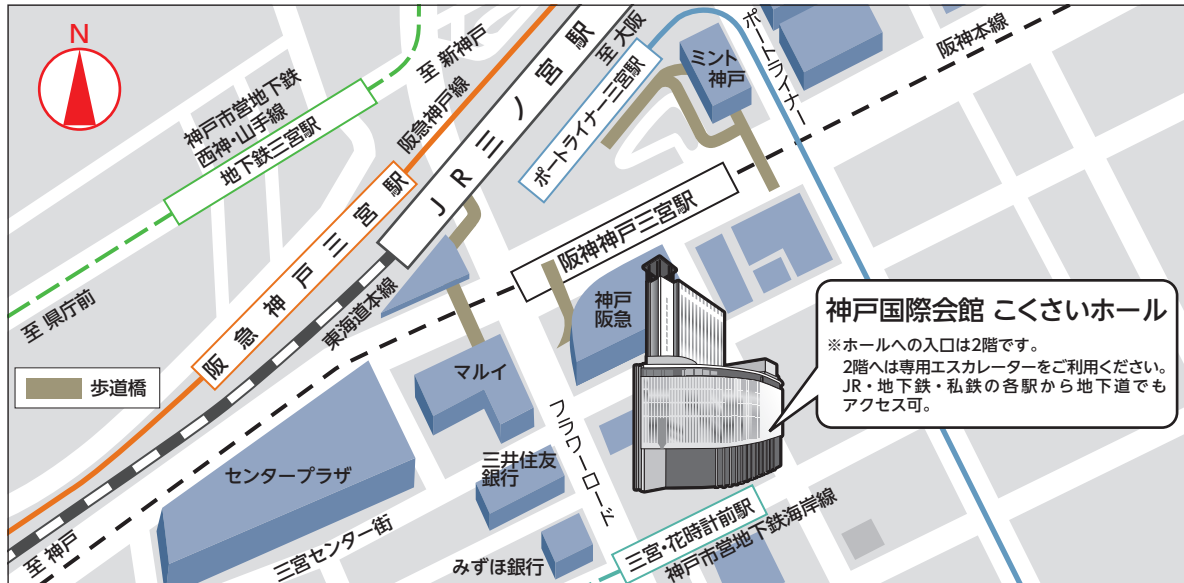 N
神戸市営地下鉄
西神・山手線
地下鉄三宮駅
至 新神戸
阪急神戸線
至 県庁前
阪急神戸三宮駅
JR三ノ宮駅
至 大阪
ポートライナー三宮駅
ミント
神戸
ポートライナー
阪神本線
阪神神戸三宮駅
東海道本線
神戸
阪急
神戸国際会館 こくさいホール
※ホールへの入口は2階です。
2階へは専用エスカレーターをご利用ください。
JR・地下鉄・私鉄の各駅から地下道でも
アクセス可。
歩道橋
マルイ
フラワーロード
センタープラザ
三井住友
銀行
至 神戸
三宮センター街
みずほ銀行
三宮・花時計前駅
神戸市営地下鉄海岸線